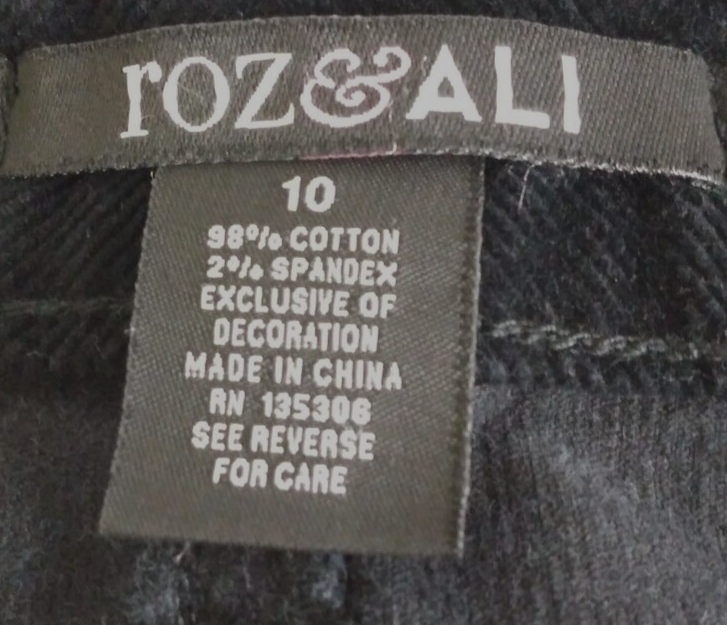 roz&ALI
10
98% COTTON
2% SPANDEX
EXCLUSIVE OF
DECORATION
MADE IN CHINA
RN 135306
SEE REVERSE
FOR CARE